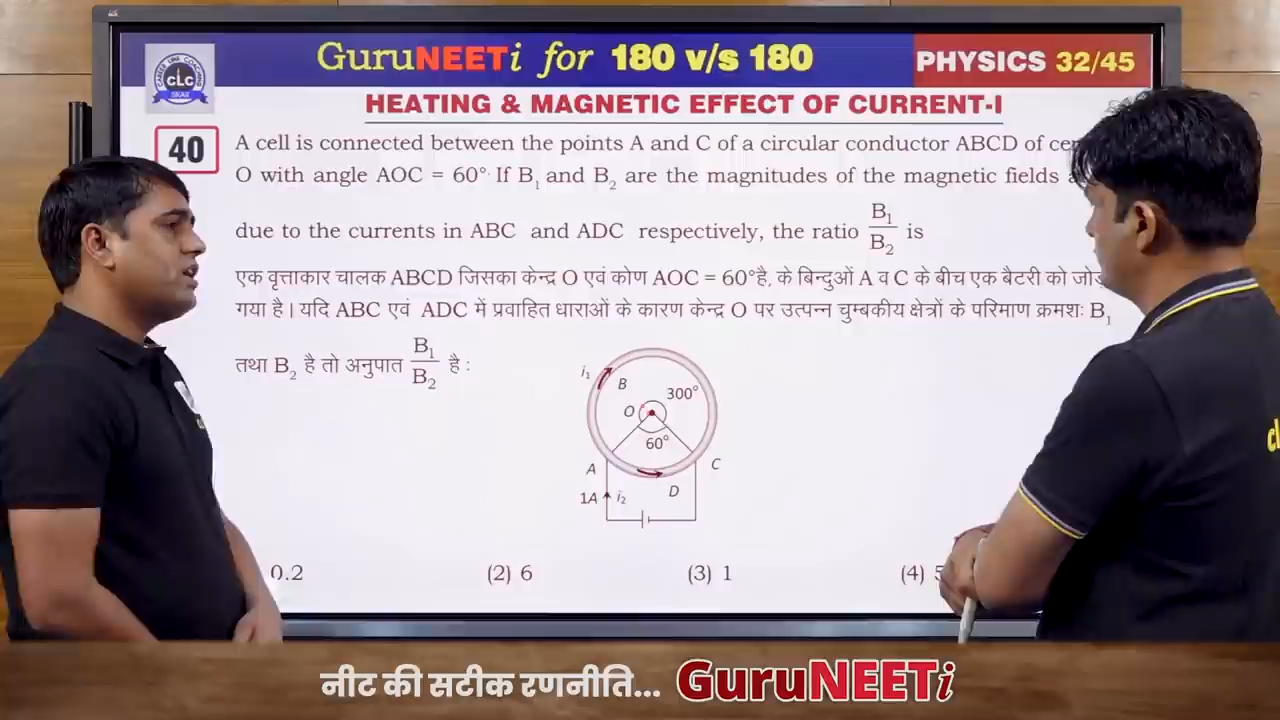 GuruNEETi for 180 v/s 180
PHYSICS 32/45
CLC
HEATING & MAGNETIC EFFECT OF CURRENT-I
40
A cell is connected between the points A and C of a circular conductor ABCD of
O with angle AOC = 60° If B₁ and B₂ are the magnitudes of the magnetic fields
due to the currents in ABC and ADC respectively, the ratio B₁/B₂ is
एक वृत्ताकार चालक ABCD जिसका केन्द्र O एवं कोण AOC = 60°है, के बिन्दुओं A व C के बीच एक बैटरी को
गया है। यदि ABC एवं ADC में प्रवाहित धाराओं के कारण केन्द्र O पर उत्पन्न चुम्बकीय क्षेत्रों के परिमाण क्रमशः B₁
तथा B₂ है तो अनुपात B₁/B₂ है :
i₁
B
300°
O
60°
A
C
1A
i₂
D
0.2
(2) 6
(3) 1
(4)
नीट की सटीक रणनीति... GuruNEETi